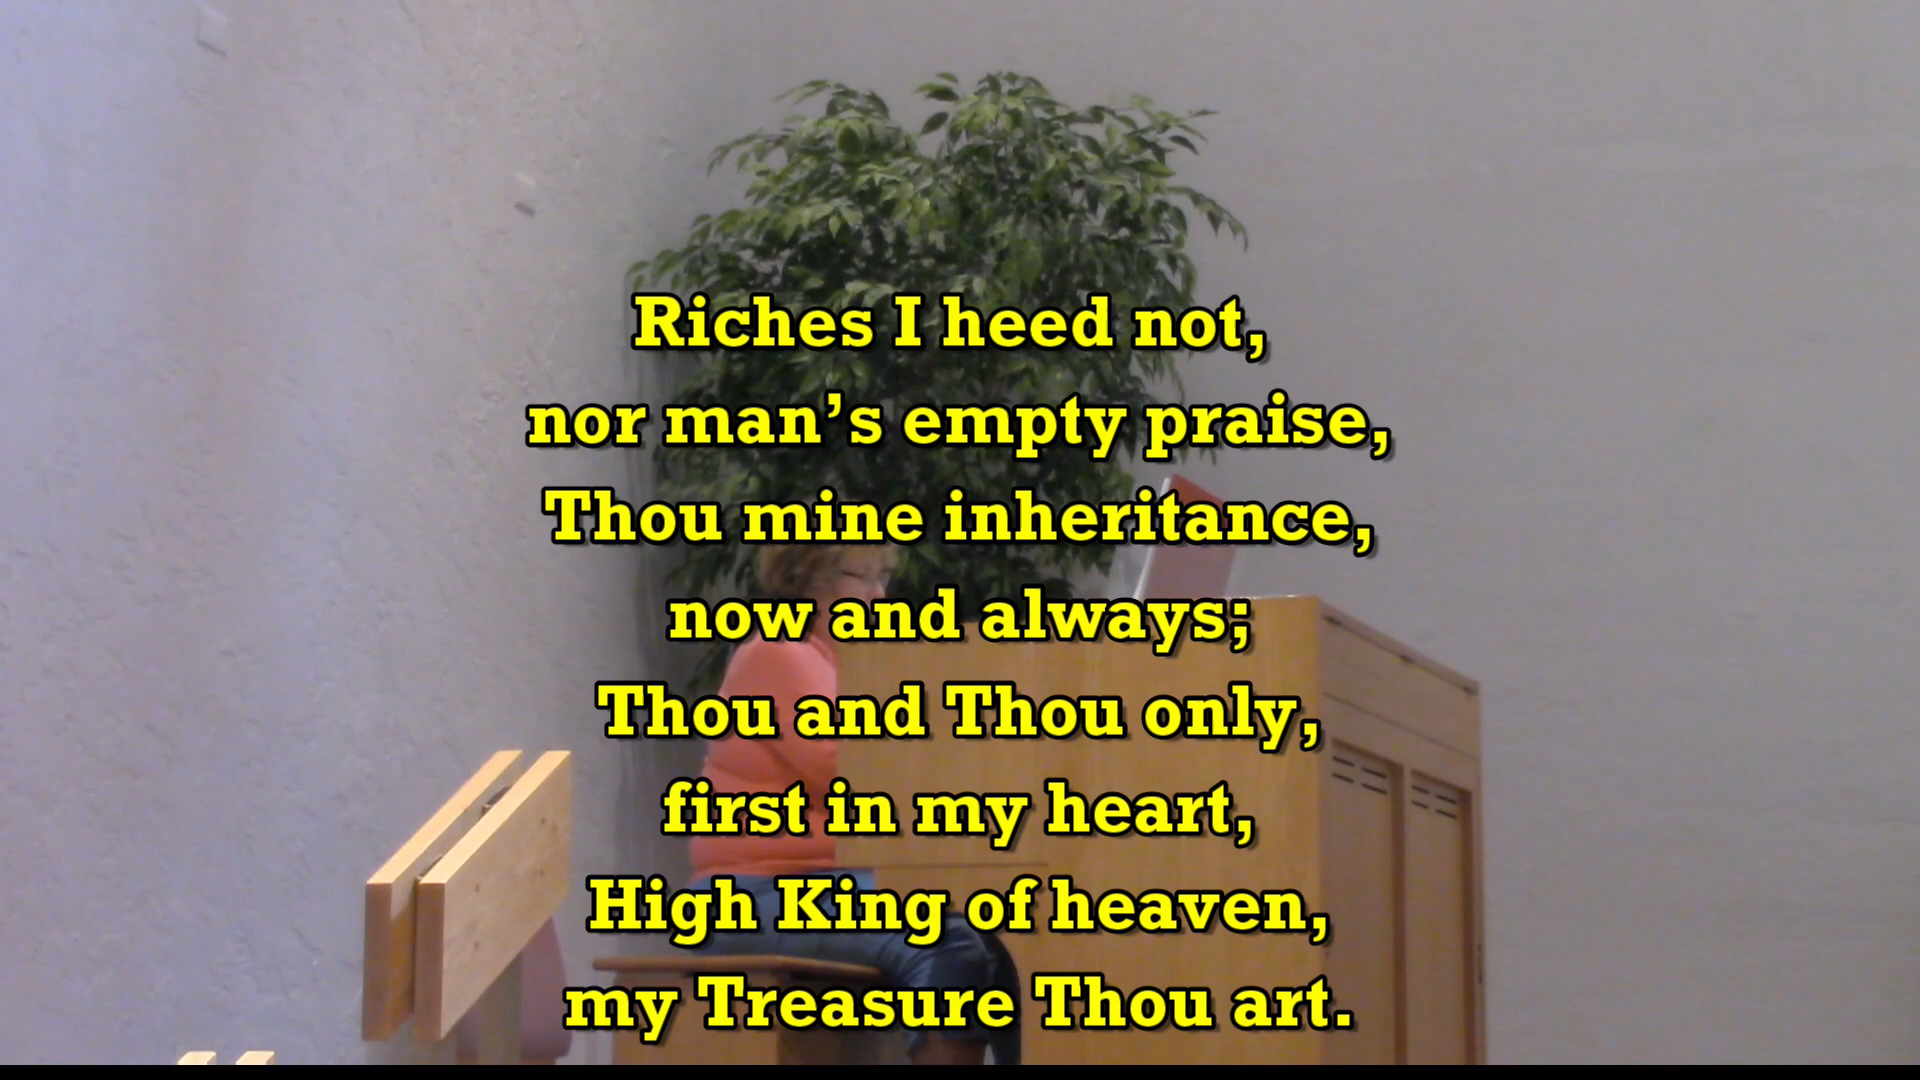 Riches I heed not,
nor man’s empty praise,
Thou mine inheritance,
now and always;
Thou and Thou only,
first in my heart,
High King of heaven,
my Treasure Thou art.